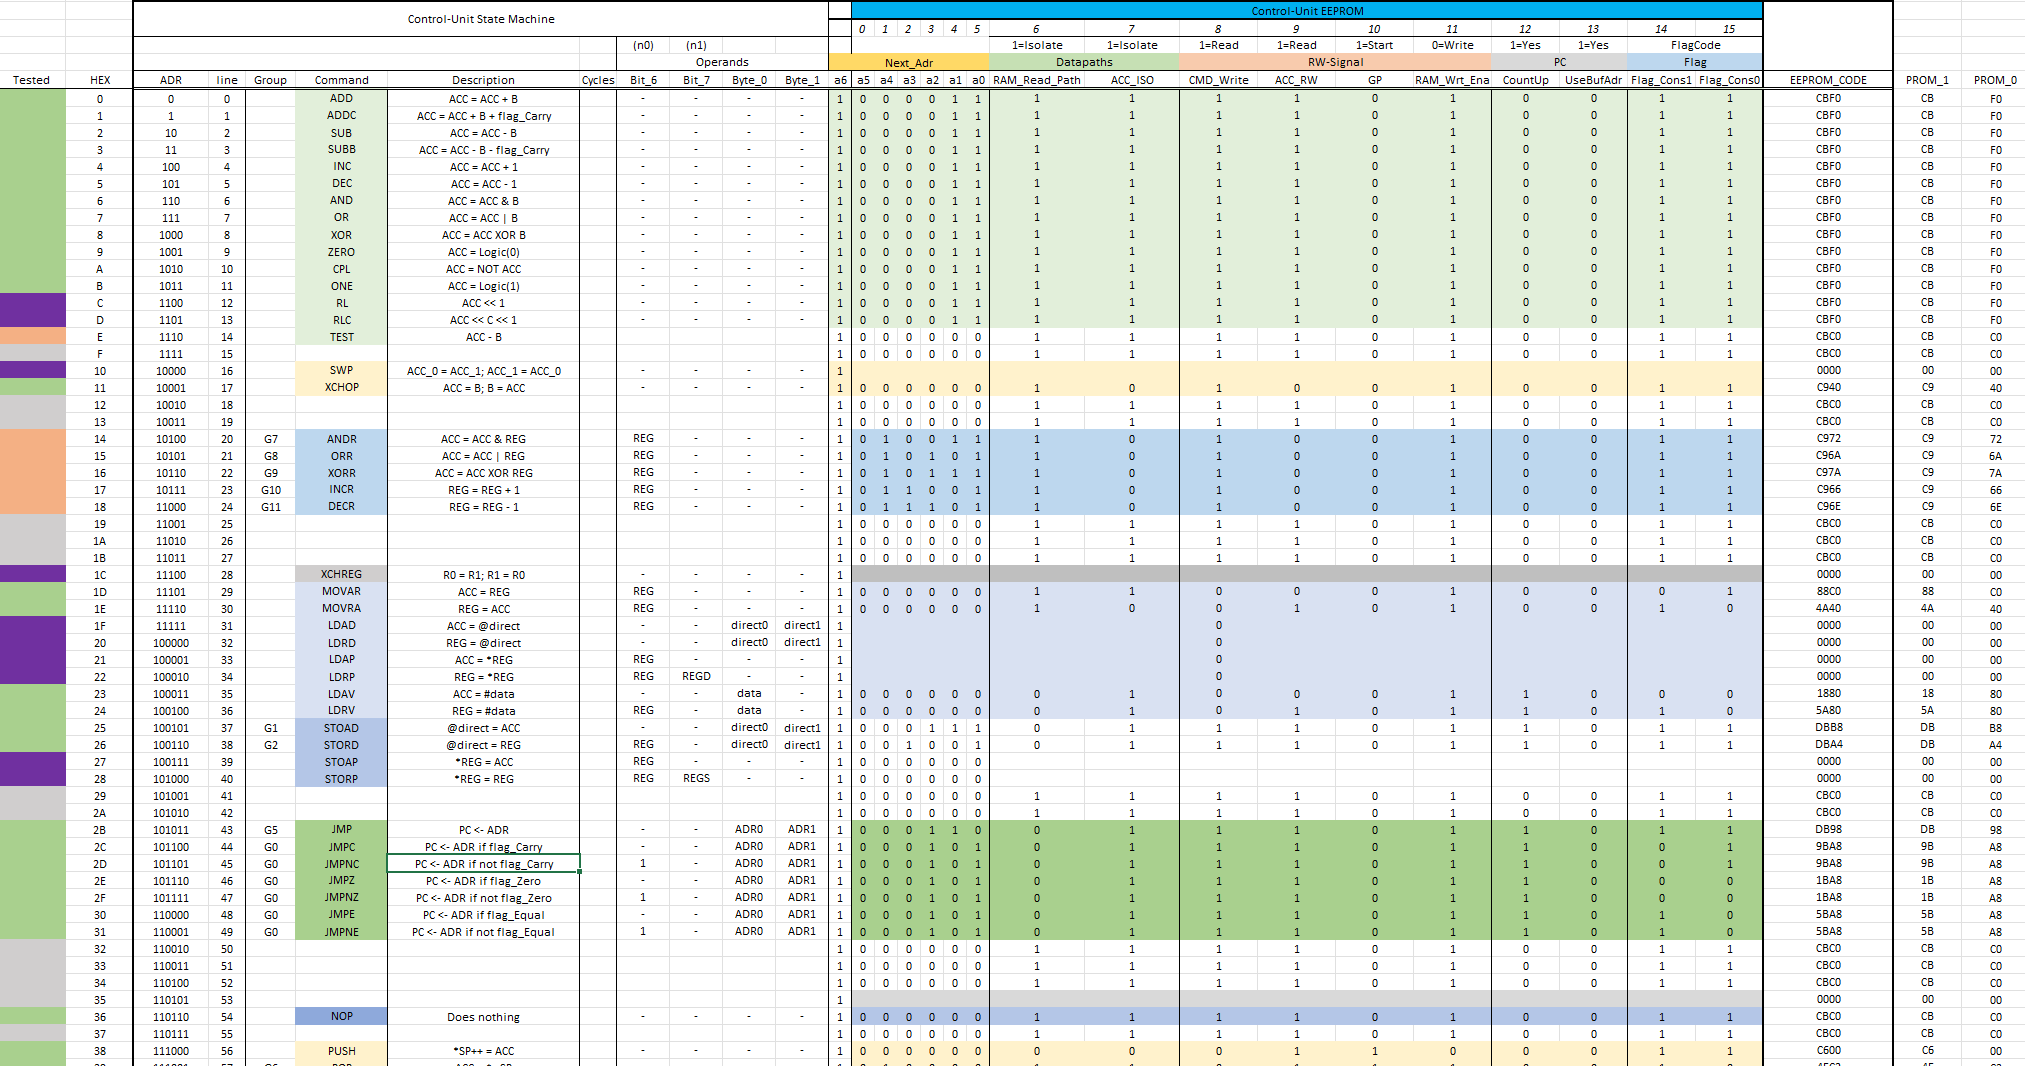 Control-Unit State Machine Control-Unit EEPROM
0 1 2 3 4 5 6 7 8 9 10 11 12 13 14 15
(n0) (n1) 1=Isolate 1=Isolate 1=Read 1=Read 1=Start 0=Write 1=Yes 1=Yes FlagCode
Operands Next_Adr Datapaths RW-Signal PC Flag
Tested HEX ADR line Group Command Description Cycles Bit_6 Bit_7 Byte_0 Byte_1 a6 a5 a4 a3 a2 a1 a0 RAM_Read_Path ACC_ISO CMD_Write ACC_RW GP RAM_Wrt_Ena CountUp UseBufAdr Flag_Cons1 Flag_Cons0 EEPROM_CODE PROM_1 PROM_0
0 0 0 ADD ACC = ACC + B - - - - 1 0 0 0 0 1 1 1 1 1 1 0 1 0 0 1 1 CBF0 CB F0
1 1 1 ADDC ACC = ACC + B + flag_Carry - - - - 1 0 0 0 0 1 1 1 1 1 1 0 1 0 0 1 1 CBF0 CB F0
2 10 2 SUB ACC = ACC - B - - - - 1 0 0 0 0 1 1 1 1 1 1 0 1 0 0 1 1 CBF0 CB F0
3 11 3 SUBB ACC = ACC - B - flag_Carry - - - - 1 0 0 0 0 1 1 1 1 1 1 0 1 0 0 1 1 CBF0 CB F0
4 100 4 INC ACC = ACC + 1 - - - - 1 0 0 0 0 1 1 1 1 1 1 0 1 0 0 1 1 CBF0 CB F0
5 101 5 DEC ACC = ACC - 1 - - - - 1 0 0 0 0 1 1 1 1 1 1 0 1 0 0 1 1 CBF0 CB F0
6 110 6 AND ACC = ACC & B - - - - 1 0 0 0 0 1 1 1 1 1 1 0 1 0 0 1 1 CBF0 CB F0
7 111 7 OR ACC = ACC | B - - - - 1 0 0 0 0 1 1 1 1 1 1 0 1 0 0 1 1 CBF0 CB F0
8 1000 8 XOR ACC = ACC XOR B - - - - 1 0 0 0 0 1 1 1 1 1 1 0 1 0 0 1 1 CBF0 CB F0
9 1001 9 ZERO ACC = Logic(0) - - - - 1 0 0 0 0 1 1 1 1 1 1 0 1 0 0 1 1 CBF0 CB F0
A 1010 10 CPL ACC = NOT ACC - - - - 1 0 0 0 0 1 1 1 1 1 1 0 1 0 0 1 1 CBF0 CB F0
B 1011 11 ONE ACC = Logic(1) - - - - 1 0 0 0 0 1 1 1 1 1 1 0 1 0 0 1 1 CBF0 CB F0
C 1100 12 RL ACC << 1 - - - - 1 0 0 0 0 1 1 1 1 1 1 0 1 0 0 1 1 CBF0 CB F0
D 1101 13 RLC ACC << C << 1 - - - - 1 0 0 0 0 1 1 1 1 1 1 0 1 0 0 1 1 CBF0 CB F0
E 1110 14 TEST ACC - B 1 0 0 0 0 0 0 1 1 1 1 0 1 0 0 1 1 CBC0 CB C0
F 1111 15 1 0 0 0 0 0 0 1 1 1 1 0 1 0 0 1 1 CBC0 CB C0
10 10000 16 SWP ACC_0 = ACC_1; ACC_1 = ACC_0 - - - - 1 0000 00 00
11 10001 17 XCHOP ACC = B; B = ACC - - - - 1 0 0 0 0 0 0 1 0 1 0 0 1 0 0 1 1 C940 C9 40
12 10010 18 1 0 0 0 0 0 0 1 1 1 1 0 1 0 0 1 1 CBC0 CB C0
13 10011 19 1 0 0 0 0 0 0 1 1 1 1 0 1 0 0 1 1 CBC0 CB C0
14 10100 20 G7 ANDR ACC = ACC & REG REG - - - 1 0 1 0 0 1 1 1 0 1 0 0 1 0 0 1 1 C972 C9 72
15 10101 21 G8 ORR ACC = ACC | REG REG - - - 1 0 1 0 1 0 1 1 0 1 0 0 1 0 0 1 1 C96A C9 6A
16 10110 22 G9 XORR ACC = ACC XOR REG REG - - - 1 0 1 0 1 1 1 1 0 1 0 0 1 0 0 1 1 C97A C9 7A
17 10111 23 G10 INCR REG = REG + 1 REG - - - 1 0 1 1 0 0 1 1 0 1 0 0 1 0 0 1 1 C966 C9 66
18 11000 24 G11 DECR REG = REG - 1 REG - - - 1 0 1 1 1 0 1 1 0 1 0 0 1 0 0 1 1 C96E C9 6E
19 11001 25 1 0 0 0 0 0 0 1 1 1 1 0 1 0 0 1 1 CBC0 CB C0
1A 11010 26 1 0 0 0 0 0 0 1 1 1 1 0 1 0 0 1 1 CBC0 CB C0
1B 11011 27 1 0 0 0 0 0 0 1 1 1 1 0 1 0 0 1 1 CBC0 CB C0
1C 11100 28 XCHREG R0 = R1; R1 = R0 - - - - 1 0000 00 00
1D 11101 29 MOVAR ACC = REG REG - - - 1 0 0 0 0 0 0 1 1 0 0 0 1 0 0 0 1 88C0 88 C0
1E 11110 30 MOVRA REG = ACC REG - - - 1 0 0 0 0 0 0 1 0 0 1 0 1 0 0 1 0 4A40 4A 40
1F 11111 31 LDAD ACC = @direct - - direct0 direct1 1 0 0000 00 00
20 100000 32 LDRD REG = @direct - - direct0 direct1 1 0 0000 00 00
21 100001 33 LDAP ACC = *REG REG - - - 1 0 0000 00 00
22 100010 34 LDRP REG = *REG REG REGD - - 1 0 0000 00 00
23 100011 35 LDAV ACC = #data - - data - 1 0 0 0 0 0 0 0 1 0 0 0 1 1 0 0 0 1880 18 80
24 100100 36 LDRV REG = #data REG - data - 1 0 0 0 0 0 0 0 1 0 1 0 1 1 0 1 0 5A80 5A 80
25 100101 37 G1 STOAD @direct = ACC - - direct0 direct1 1 0 0 0 1 1 1 0 1 1 1 0 1 1 0 1 1 DBB8 DB B8
26 100110 38 G2 STORD @direct = REG REG - direct0 direct1 1 0 0 1 0 0 1 0 1 1 1 0 1 1 0 1 1 DBA4 DB A4
27 100111 39 STOAP *REG = ACC REG - - - 1 0 0 0 0 0 0 0000 00 00
28 101000 40 STORP *REG = REG REG REGS - - 1 0 0 0 0 0 0 0000 00 00
29 101001 41 1 0 0 0 0 0 0 1 1 1 1 0 1 0 0 1 1 CBC0 CB C0
2A 101010 42 1 0 0 0 0 0 0 1 1 1 1 0 1 0 0 1 1 CBC0 CB C0
2B 101011 43 G5 JMP PC <- ADR - - ADR0 ADR1 1 0 0 0 1 1 0 0 1 1 1 0 1 1 0 1 1 DB98 DB 98
2C 101100 44 G0 JMPC PC <- ADR if flag_Carry - - ADR0 ADR1 1 0 0 0 1 0 1 0 1 1 1 0 1 1 0 0 1 9BA8 9B A8
2D 101101 45 G0 JMPNC PC <- ADR if not flag_Carry 1 - ADR0 ADR1 1 0 0 0 1 0 1 0 1 1 1 0 1 1 0 0 1 9BA8 9B A8
2E 101110 46 G0 JMPZ PC <- ADR if flag_Zero - - ADR0 ADR1 1 0 0 0 1 0 1 0 1 1 1 0 1 1 0 0 0 1BA8 1B A8
2F 101111 47 G0 JMPNZ PC <- ADR if not flag_Zero 1 - ADR0 ADR1 1 0 0 0 1 0 1 0 1 1 1 0 1 1 0 0 0 1BA8 1B A8
30 110000 48 G0 JMPE PC <- ADR if flag_Equal - - ADR0 ADR1 1 0 0 0 1 0 1 0 1 1 1 0 1 1 0 1 0 5BA8 5B A8
31 110001 49 G0 JMPNE PC <- ADR if not flag_Equal 1 - ADR0 ADR1 1 0 0 0 1 0 1 0 1 1 1 0 1 1 0 1 0 5BA8 5B A8
32 110010 50 1 0 0 0 0 0 0 1 1 1 1 0 1 0 0 1 1 CBC0 CB C0
33 110011 51 1 0 0 0 0 0 0 1 1 1 1 0 1 0 0 1 1 CBC0 CB C0
34 110100 52 1 0 0 0 0 0 0 1 1 1 1 0 1 0 0 1 1 CBC0 CB C0
35 110101 53 1 0000 00 00
36 110110 54 NOP Does nothing - - - - 1 0 0 0 0 0 0 1 1 1 1 0 1 0 0 1 1 CBC0 CB C0
37 110111 55 1 0 0 0 0 0 0 1 1 1 1 0 1 0 0 1 1 CBC0 CB C0
38 111000 56 PUSH *SP++ = ACC - - - - 1 0 0 0 0 0 0 0 0 0 1 1 0 0 0 1 1 C600 C6 00